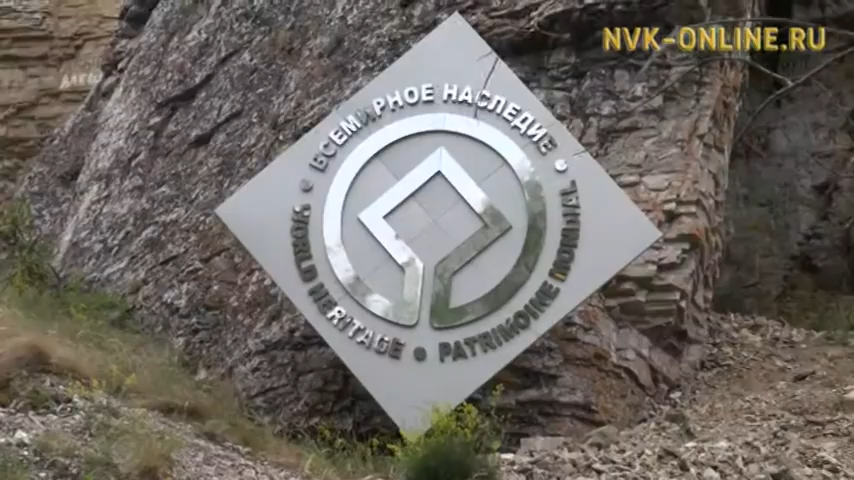 NVK-ONLINE.RU
ВСЕМИРНОЕ НАСЛЕДИЕ
WORLD HERITAGE
PATRIMOINE MONDIAL